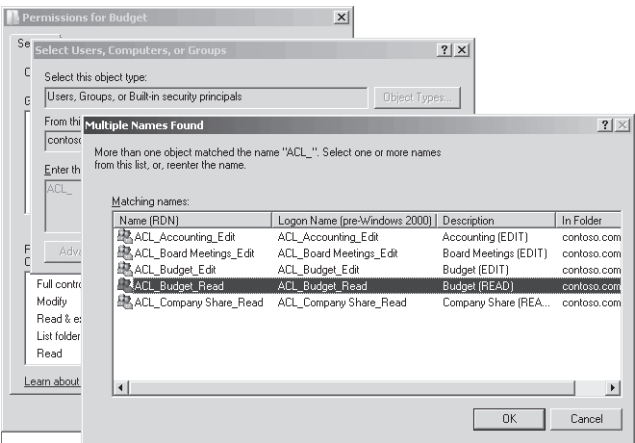 Permissions for Budget
Select Users, Computers, or Groups
Select this object type:
Users, Groups, or Built-in security principals
Object Types...
From thi
contoso
Enter th
ACL_
Adva
Multiple Names Found
More than one object matched the name "ACL_". Select one or more names
from this list, or, reenter the name.
Matching names:
Name (RDN) Logon Name (pre-Windows 2000) Description In Folder
ACL_Accounting_Edit ACL_Accounting_Edit Accounting (EDIT) contoso.com
ACL_Board Meetings_Edit ACL_Board Meetings_Edit Board Meetings (EDIT) contoso.com
ACL_Budget_Edit ACL_Budget_Edit Budget (EDIT) contoso.com
ACL_Budget_Read ACL_Budget_Read Budget (READ) contoso.com
ACL_Company Share_Read ACL_Company Share_Read Company Share (REA... contoso.com
Full contro
Modify
Read & ex
List folder
Read
Learn about
OK Cancel